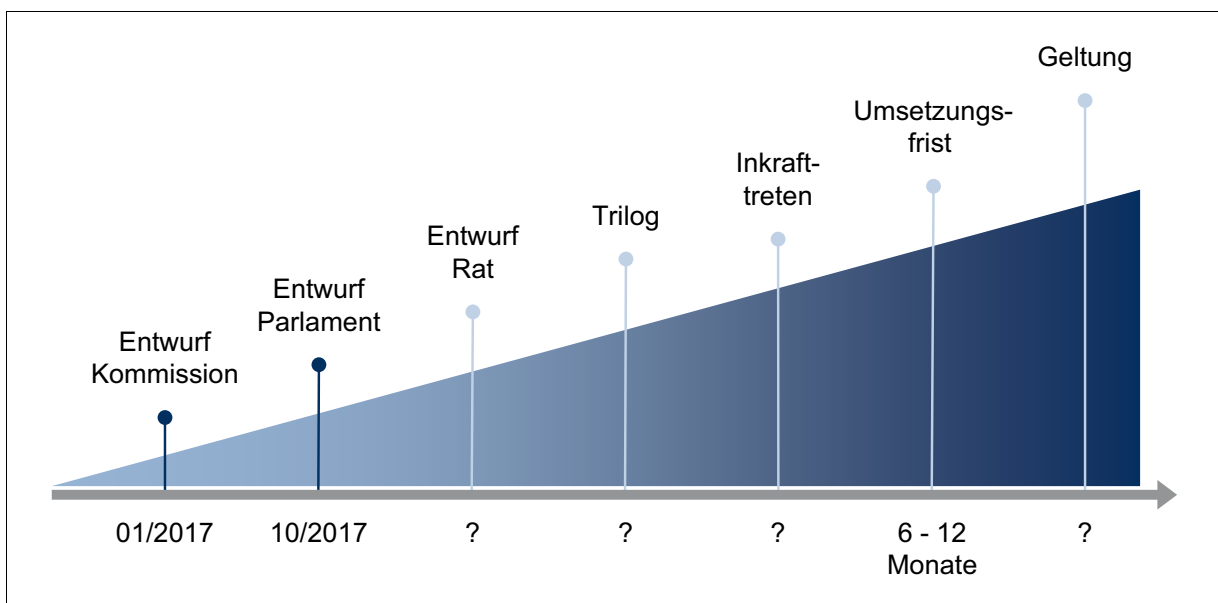 Entwurf
Kommission
Entwurf
Parlament
Entwurf
Rat
Trilog
Inkraft-
treten
Umsetzungs-
frist
Geltung
01/2017
10/2017
?
?
?
6 - 12
Monate
?